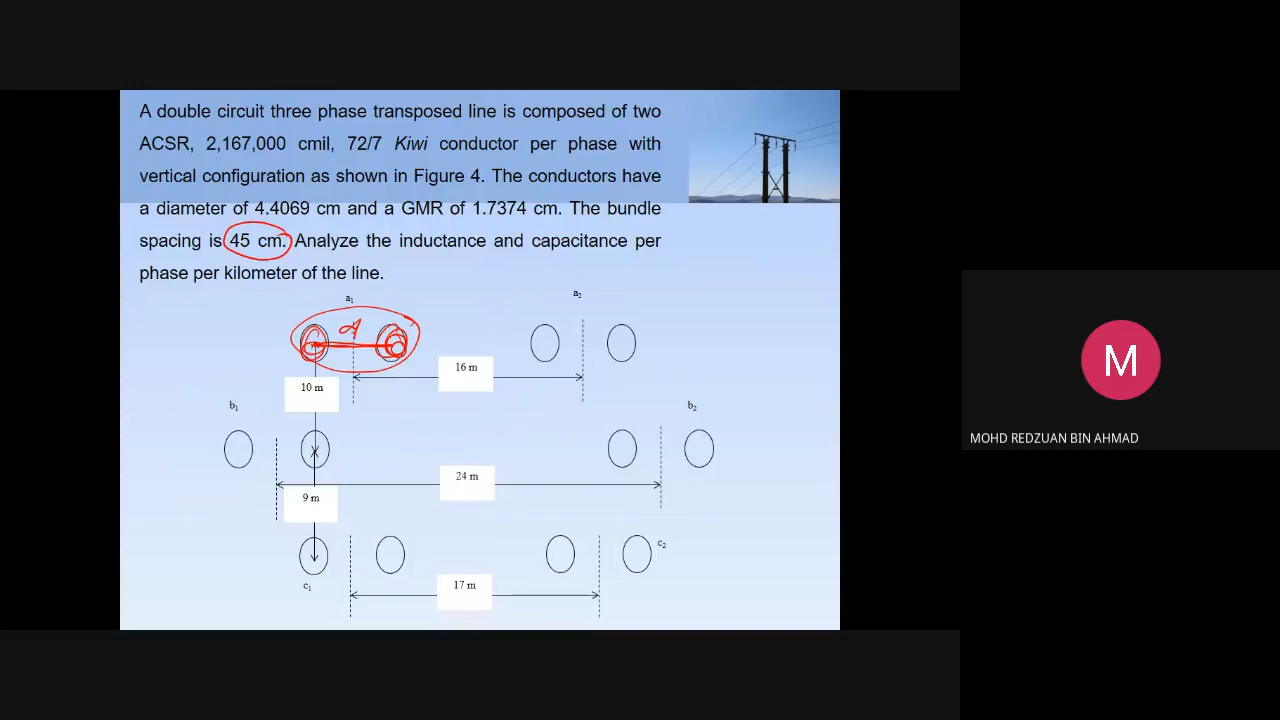 A double circuit three phase transposed line is composed of two
ACSR, 2,167,000 cmil, 72/7 Kiwi conductor per phase with
vertical configuration as shown in Figure 4. The conductors have
a diameter of 4.4069 cm and a GMR of 1.7374 cm. The bundle
spacing is 45 cm. Analyze the inductance and capacitance per
phase per kilometer of the line.
a1
a2
d
16 m
10 m
b1
b2
24 m
9 m
c2
c1
17 m
M
MOHD REDZUAN BIN AHMAD